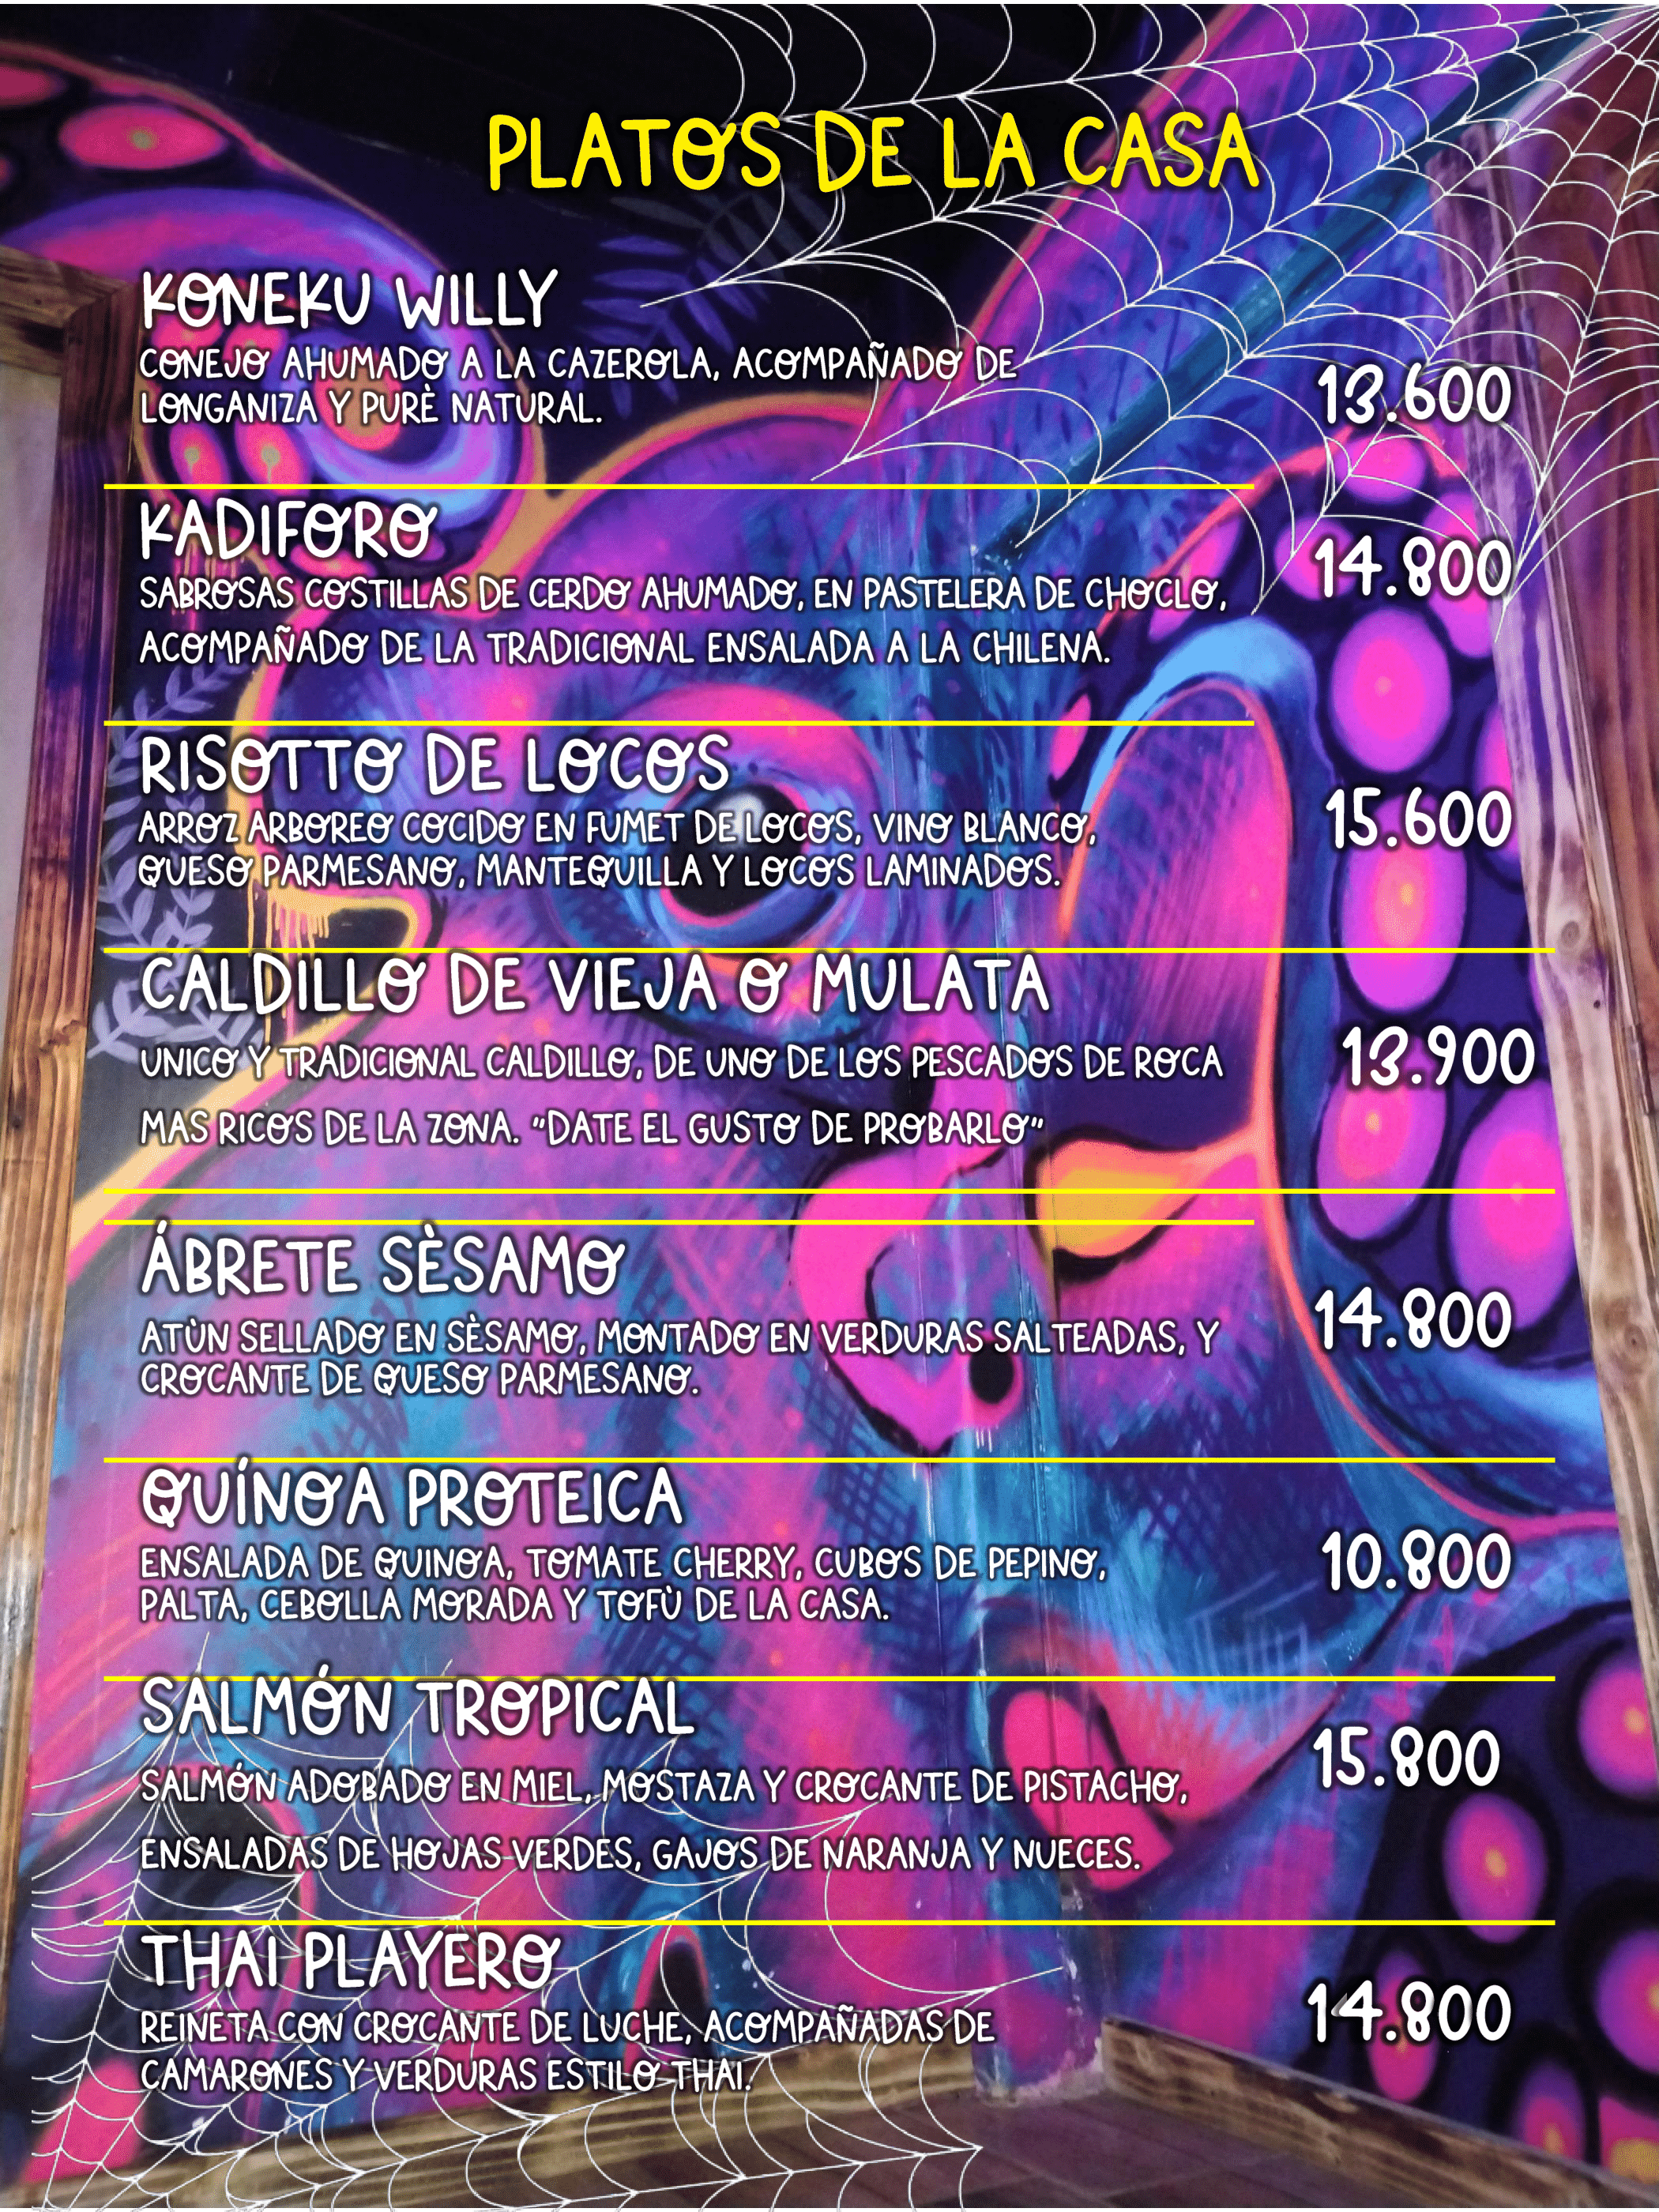 PLATOS DE LA CASA
KONEKU WILLY
CONEJO AHUMADO A LA CAZEROLA, ACOMPAÑADO DE
LONGANIZA Y PURÈ NATURAL.
13.600
KADIFORO
14.800
SABROSAS COSTILLAS DE CERDO AHUMADO, EN PASTELERA DE CHOCLO,
ACOMPAÑADO DE LA TRADICIONAL ENSALADA A LA CHILENA.
RISOTTO DE LOCOS
15.600
ARROZ ARBOREO COCIDO EN FUMET DE LOCOS, VINO BLANCO,
QUESO PARMESANO, MANTEQUILLA Y LOCOS LAMINADOS.
CALDILLO DE VIEJA O MULATA
UNICO Y TRADICIONAL CALDILLO, DE UNO DE LOS PESCADOS DE ROCA
13.900
MAS RICOS DE LA ZONA. "DATE EL GUSTO DE PROBARLO"
ÁBRETE SÈSAMO
14.800
ATÙN SELLADO EN SÈSAMO, MONTADO EN VERDURAS SALTEADAS, Y
CROCANTE DE QUESO PARMESANO.
QUÍNOA PROTEICA
ENSALADA DE QUINOA, TOMATE CHERRY, CUBOS DE PEPINO,
10.800
PALTA, CEBOLLA MORADA Y TOFÙ DE LA CASA.
SALMÓN TROPICAL
15.800
SALMÓN ADOBADO EN MIEL, MOSTAZA Y CROCANTE DE PISTACHO,
ENSALADAS DE HOJAS VERDES, GAJOS DE NARANJA Y NUECES.
THAI PLAYERO
14.800
REINETA CON CROCANTE DE LUCHE, ACOMPAÑADAS DE
CAMARONES Y VERDURAS ESTILO THAI.